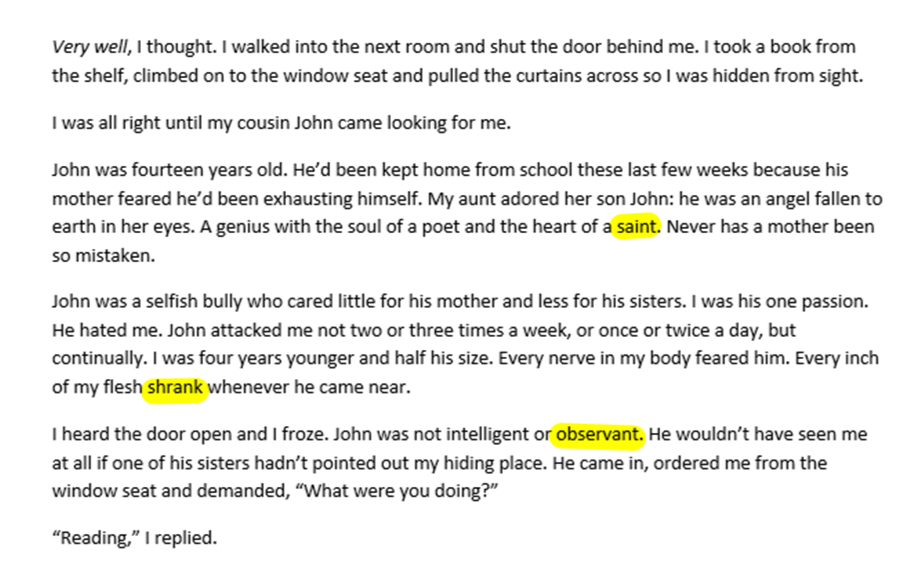 Very well, I thought. I walked into the next room and shut the door behind me. I took a book from
the shelf, climbed on to the window seat and pulled the curtains across so I was hidden from sight.
I was all right until my cousin John came looking for me.
John was fourteen years old. He’d been kept home from school these last few weeks because his
mother feared he’d been exhausting himself. My aunt adored her son John: he was an angel fallen to
earth in her eyes. A genius with the soul of a poet and the heart of a saint. Never has a mother been
so mistaken.
John was a selfish bully who cared little for his mother and less for his sisters. I was his one passion.
He hated me. John attacked me not two or three times a week, or once or twice a day, but
continually. I was four years younger and half his size. Every nerve in my body feared him. Every inch
of my flesh shrank whenever he came near.
I heard the door open and I froze. John was not intelligent or observant. He wouldn’t have seen me
at all if one of his sisters hadn’t pointed out my hiding place. He came in, ordered me from the
window seat and demanded, “What were you doing?”
“Reading,” I replied.